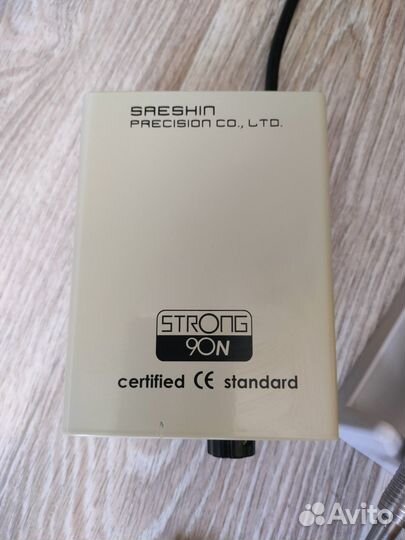 SAESHIN
PRECISION CO., LTD.
STRONG
90N
certified CE standard
Avito